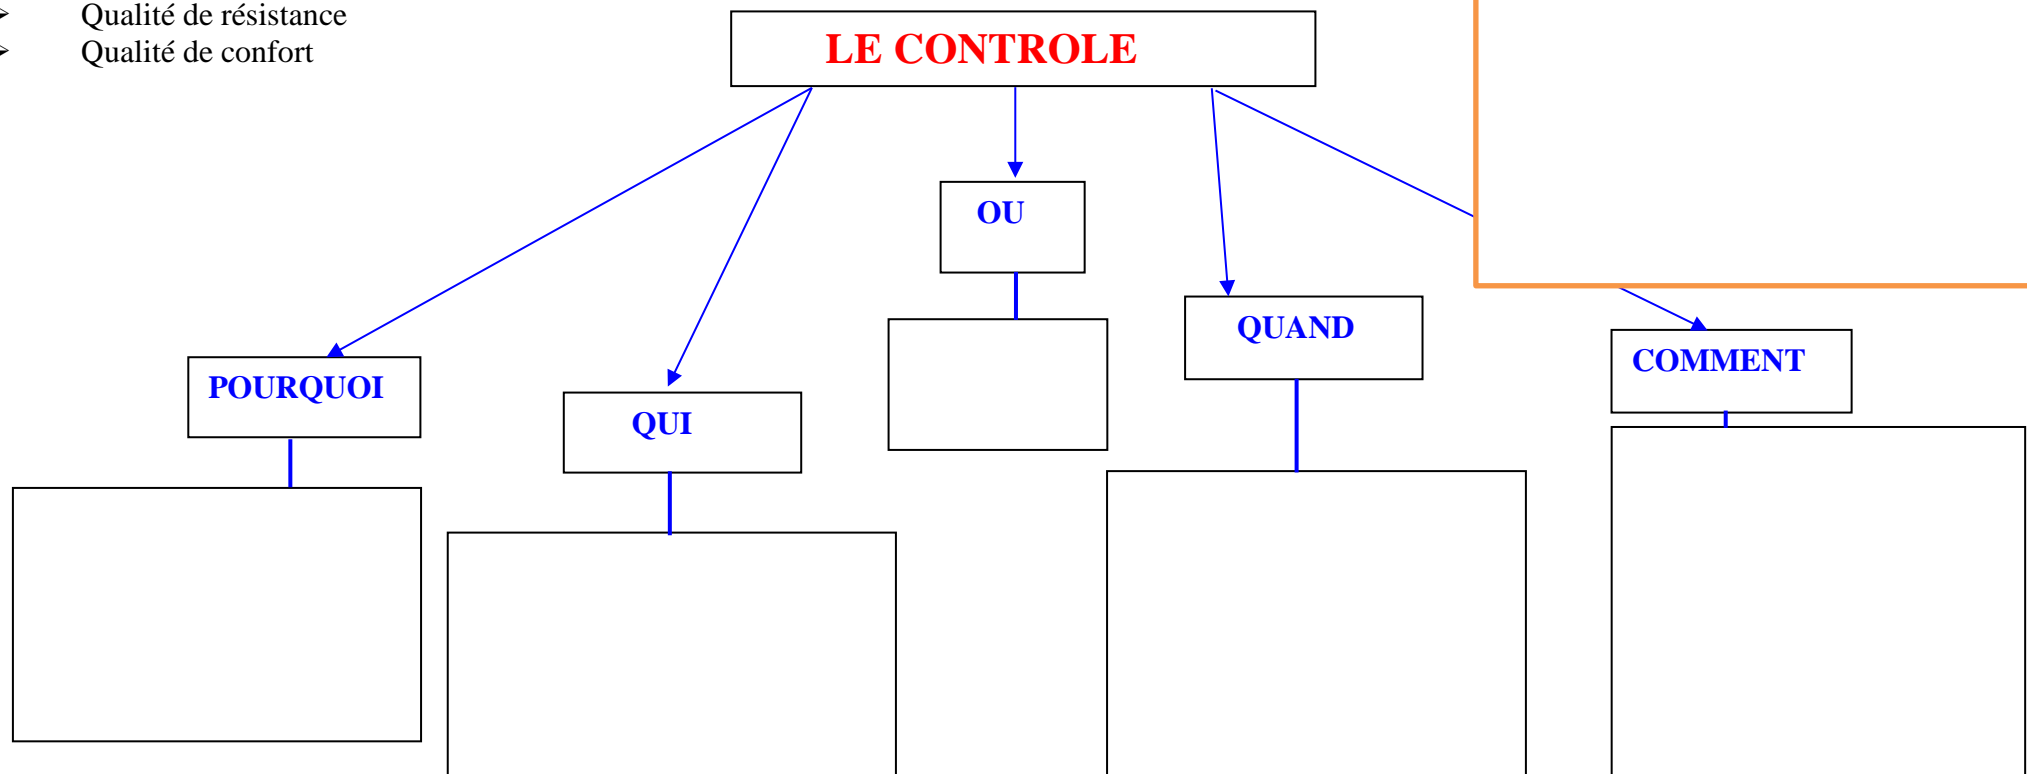 Qualité de résistance
Qualité de confort
LE CONTROLE
OU
QUAND
COMMENT
POURQUOI
QUI